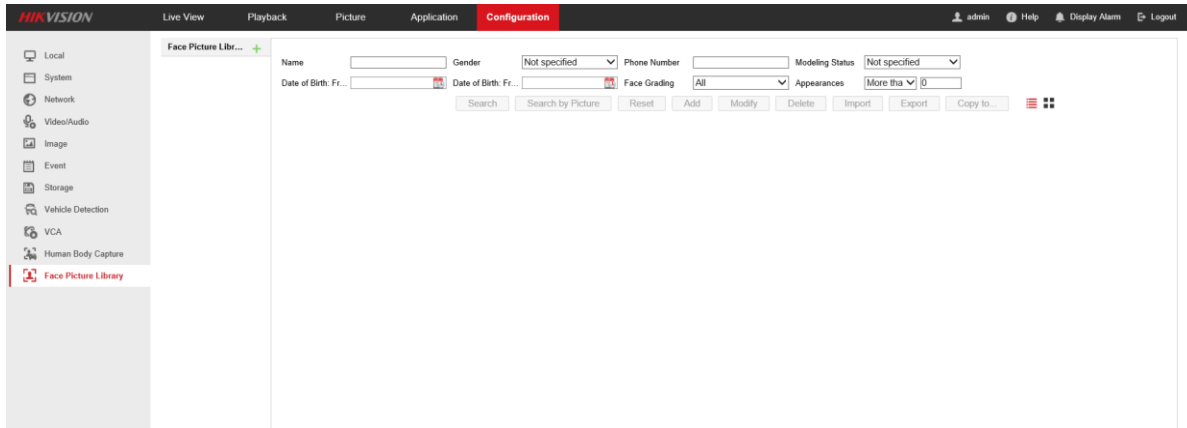 HIKVISION Live View Playback Picture Application Configuration admin Help Display Alarm Logout
Local
System
Network
Video/Audio
Image
Event
Storage
Vehicle Detection
VCA
Human Body Capture
Face Picture Library
Face Picture Libr... +
Name Gender Not specified Phone Number Modeling Status Not specified
Date of Birth: Fr... Date of Birth: Fr... Face Grading All Appearances More tha 0
Search Search by Picture Reset Add Modify Delete Import Export Copy to...